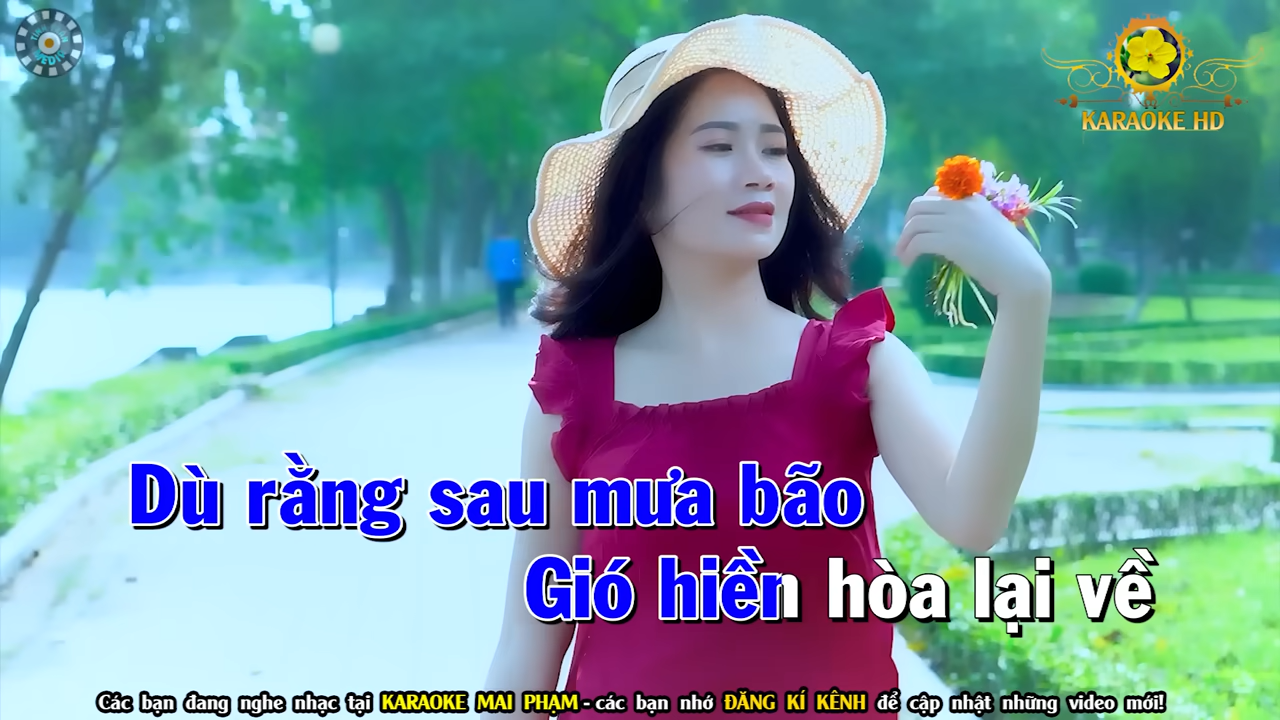 KARAOKE HD
Dù rằng sau mưa bão
Gió hiền hòa lại về
Các bạn đang nghe nhạc tại KARAOKE MAI PHẠM - các bạn nhớ ĐĂNG KÍ KÊNH để cập nhật những video mới!